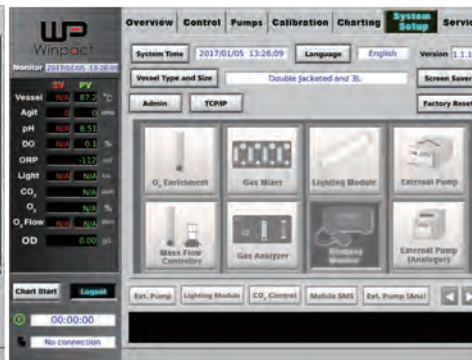 WP
Winpact
Monitor 2017/01/05 13:26:09
SV PV
Vessel N/A 87.2 °C
Agit 0 0 RPM
pH N/A 8.51
DO N/A 0.1 %
ORP -112 mV
Light N/A N/A
CO₂ N/A
O₂ N/A %
O₂ Flow N/A N/A
OD 0.00 g/L
Chart Start Logout
00:00:00
No connection
Overview Control Pumps Calibration Charting System Setup Servi
System Time 2017/01/05 13:26:09 Language English Version 1.1.1
Vessel Type and Size Double Jacketed and 3L Screen Saver
Admin TCP/IP Factory Reset
O₂ Enrichment Gas Mixer Lighting Module External Pump
Mass Flow Controller Gas Analyzer Biomass Monitor External Pump (Analogue)
Ext. Pump Lighting Module CO₂ Control Mobile SMS Ext. Pump (Ana)